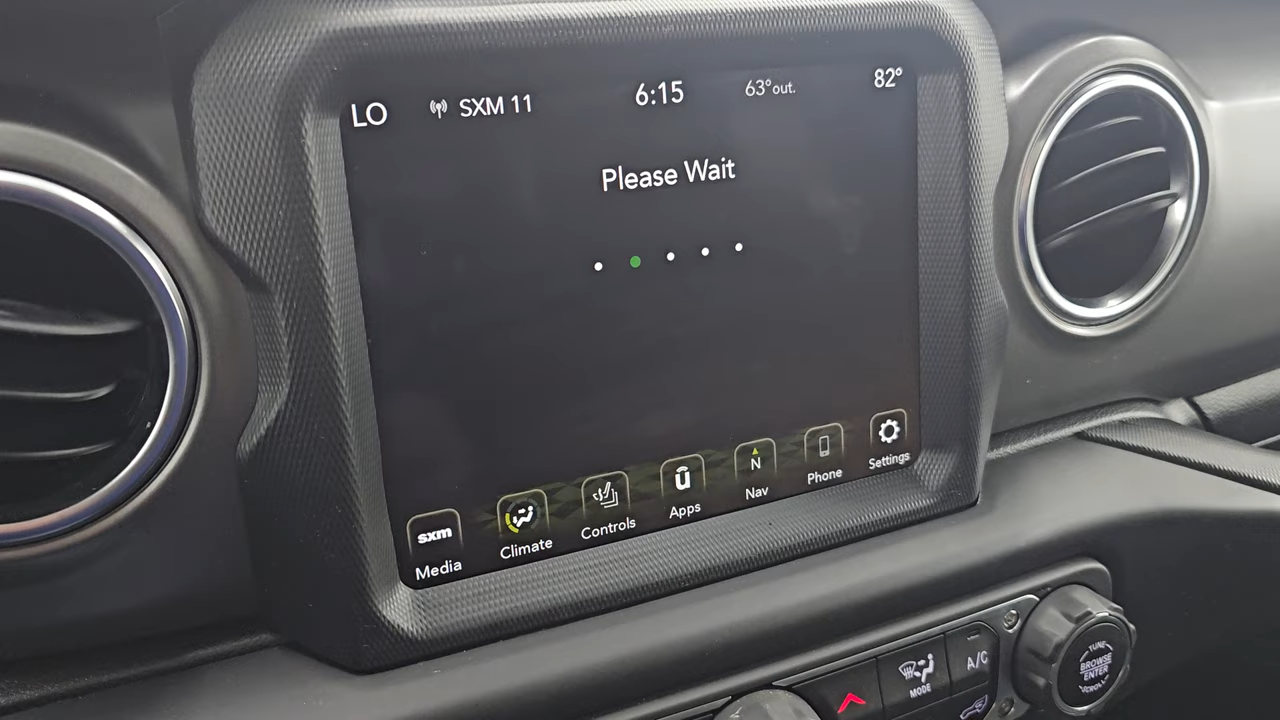 LO
SXM 11
6:15
63°out.
82°
Please Wait
sxm
Media
Climate
Controls
Apps
N
Nav
Phone
Settings
MODE
A/C
TUNE
BROWSE
ENTER
SCROLL